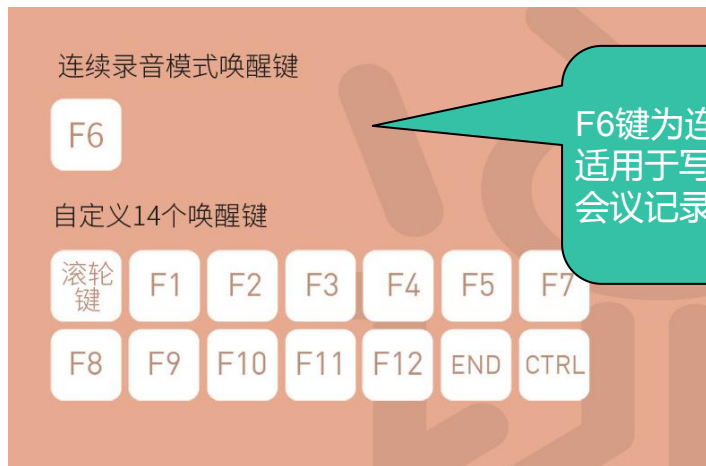 连续录音模式唤醒键
F6
F6键为连
适用于写
会议记录
自定义14个唤醒键
滚轮
键
F1 F2 F3 F4 F5 F7
F8 F9 F10 F11 F12 END CTRL